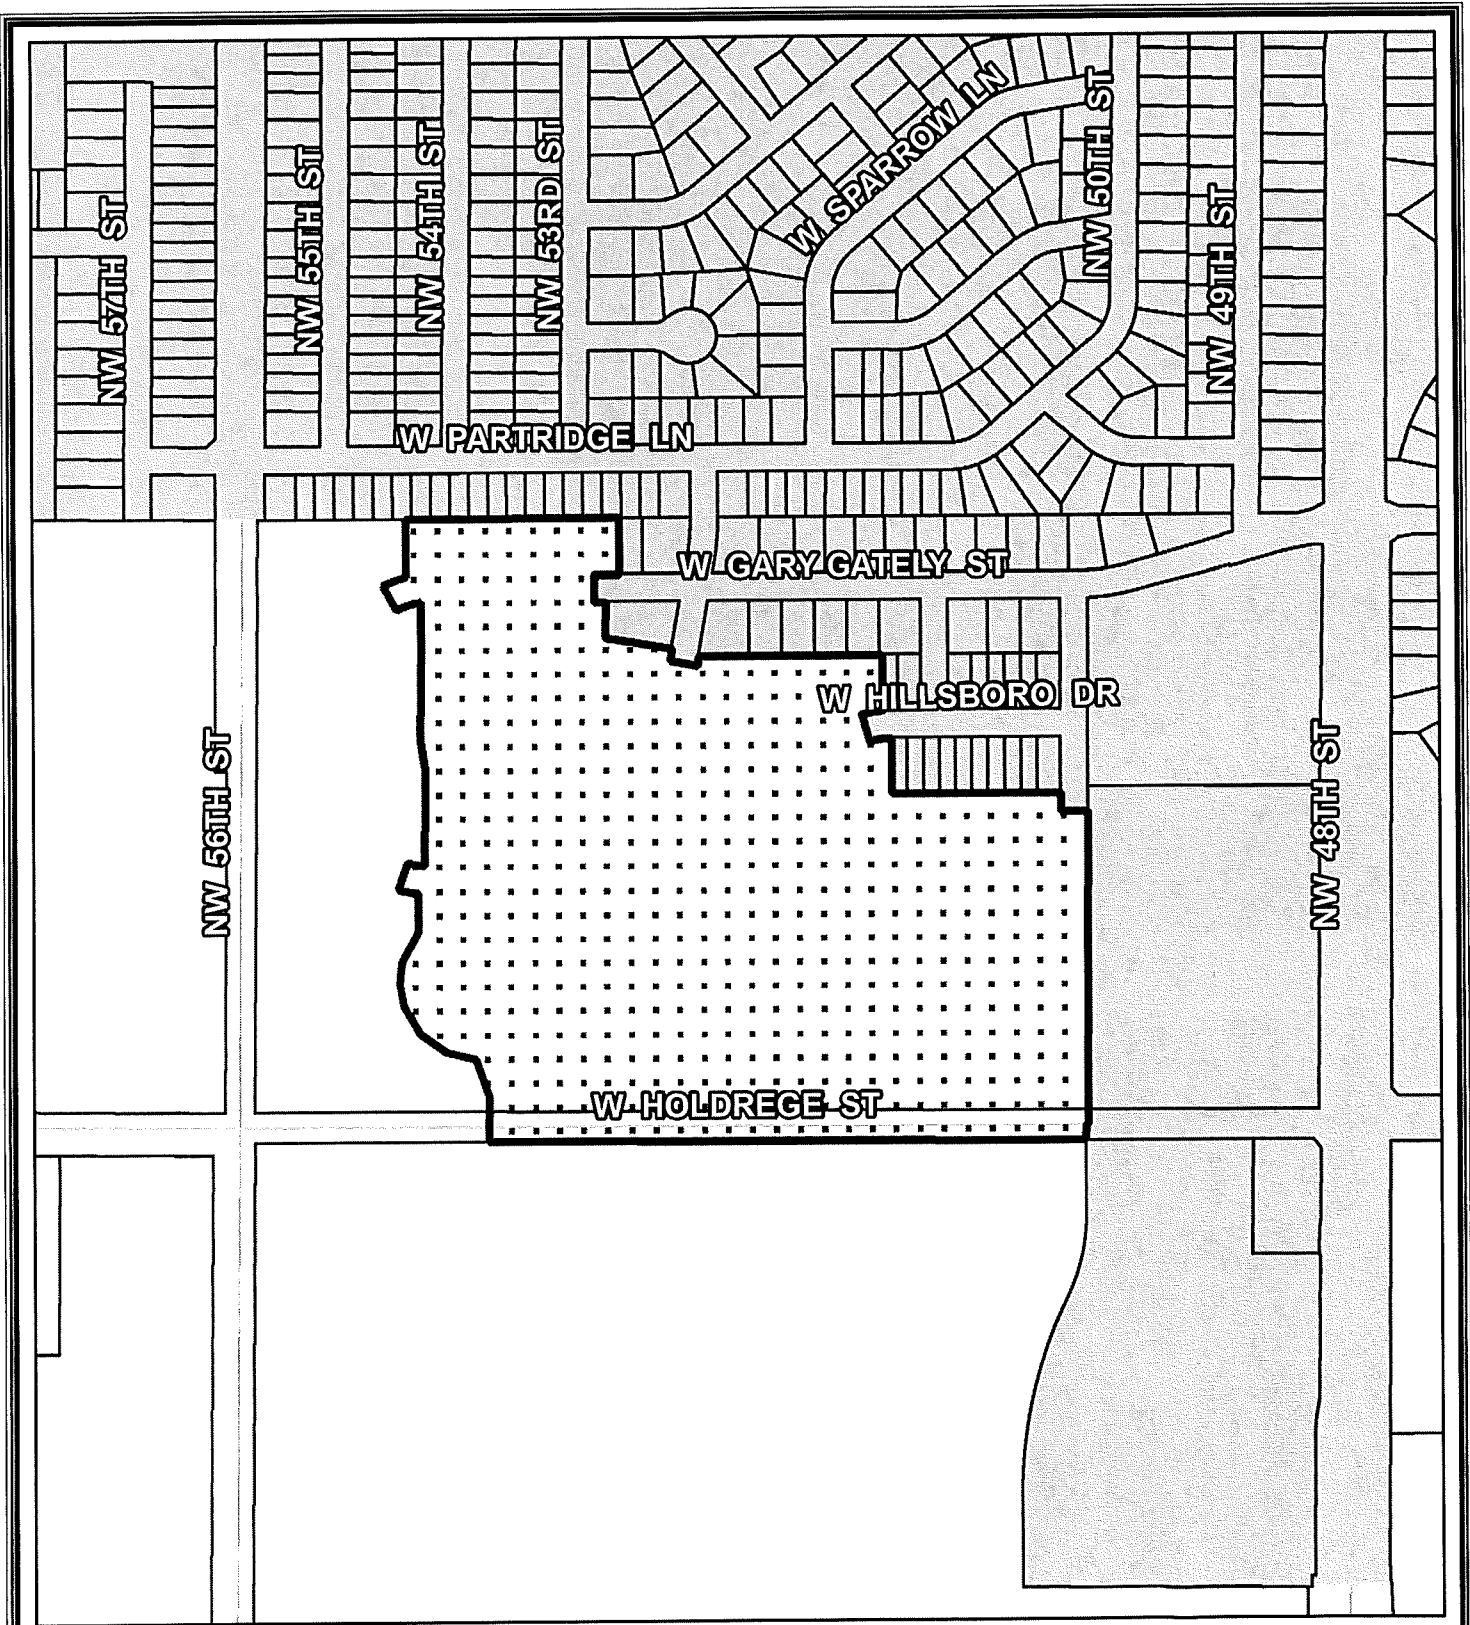 W SPARROW LN
NW 50TH ST
NW 55TH ST
NW 54TH ST
NW 53RD ST
NW 57TH ST
NW 49TH ST
W PARTRIDGE LN
W GARY GATELY ST
W HILLSBORO DR
NW 56TH ST
NW 48TH ST
W HOLDREGE ST